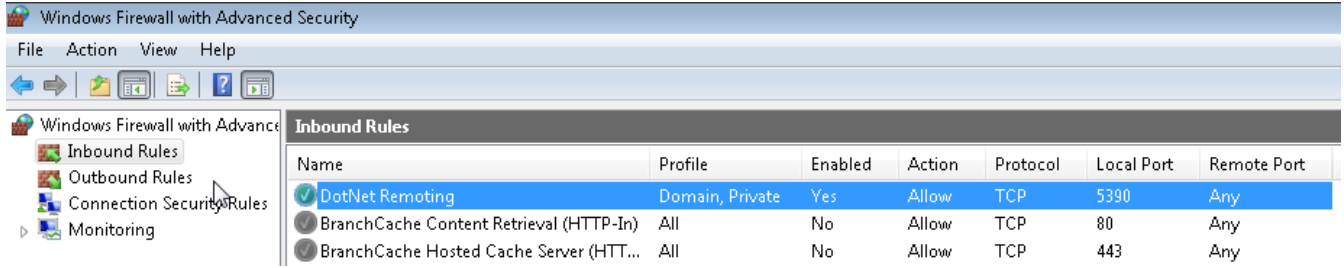 Windows Firewall with Advanced Security
File Action View Help
Windows Firewall with Advance
Inbound Rules
Outbound Rules
Connection Security Rules
Monitoring
Inbound Rules
Name Profile Enabled Action Protocol Local Port Remote Port
DotNet Remoting Domain, Private Yes Allow TCP 5390 Any
BranchCache Content Retrieval (HTTP-In) All No Allow TCP 80 Any
BranchCache Hosted Cache Server (HTT... All No Allow TCP 443 Any